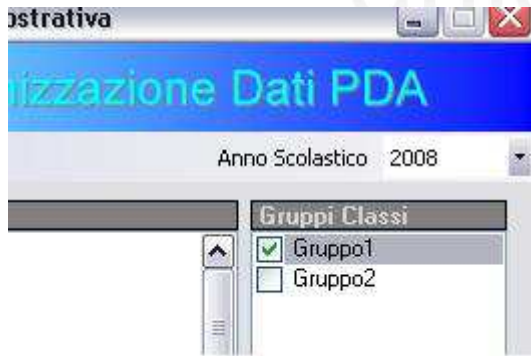 ostrativa
izzazione Dati PDA
Anno Scolastico 2008
Gruppi Classi
Gruppo1
Gruppo2